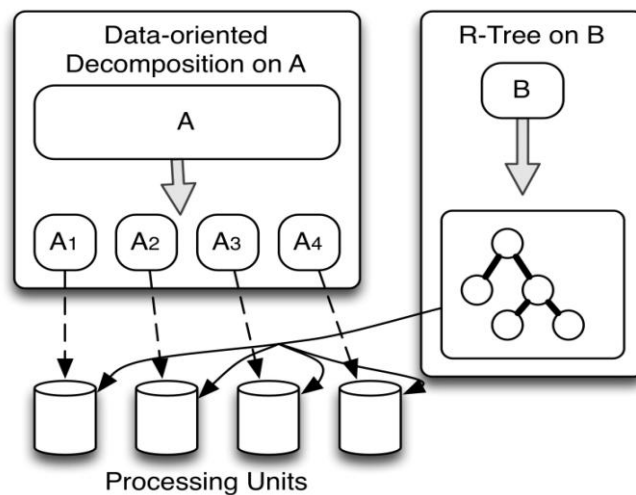 Data-oriented
Decomposition on A
A
A1
A2
A3
A4
R-Tree on B
B
Processing Units